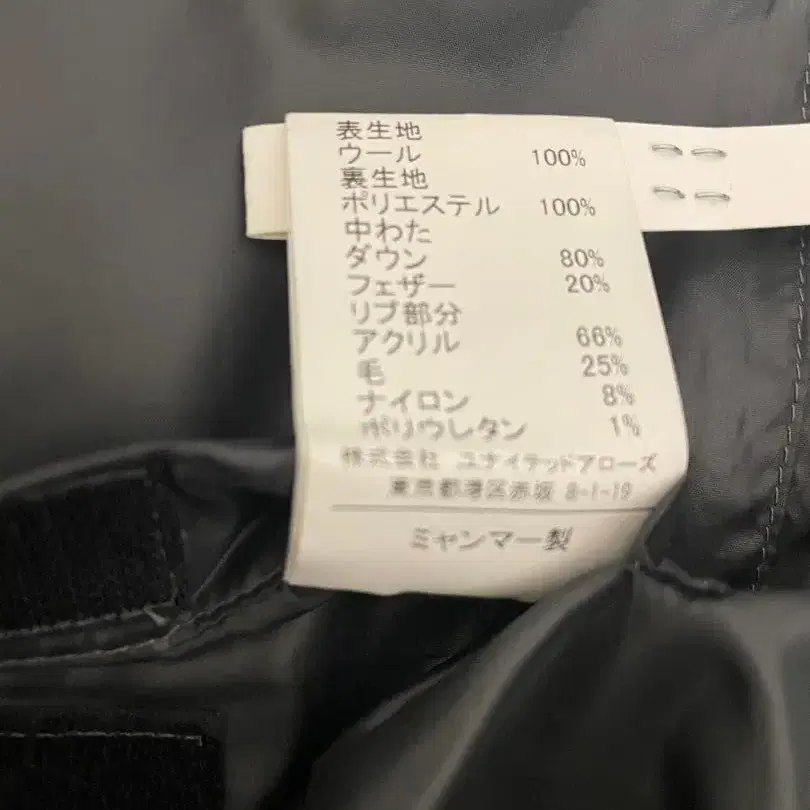 表生地
ウール 100%
裏生地
ポリエステル 100%
中わた
ダウン 80%
フェザー 20%
リブ部分
アクリル 66%
毛 25%
ナイロン 8%
ポリウレタン 1%
株式会社 ユナイテッドアローズ
東京都港区赤坂 8-1-19
ミャンマー製